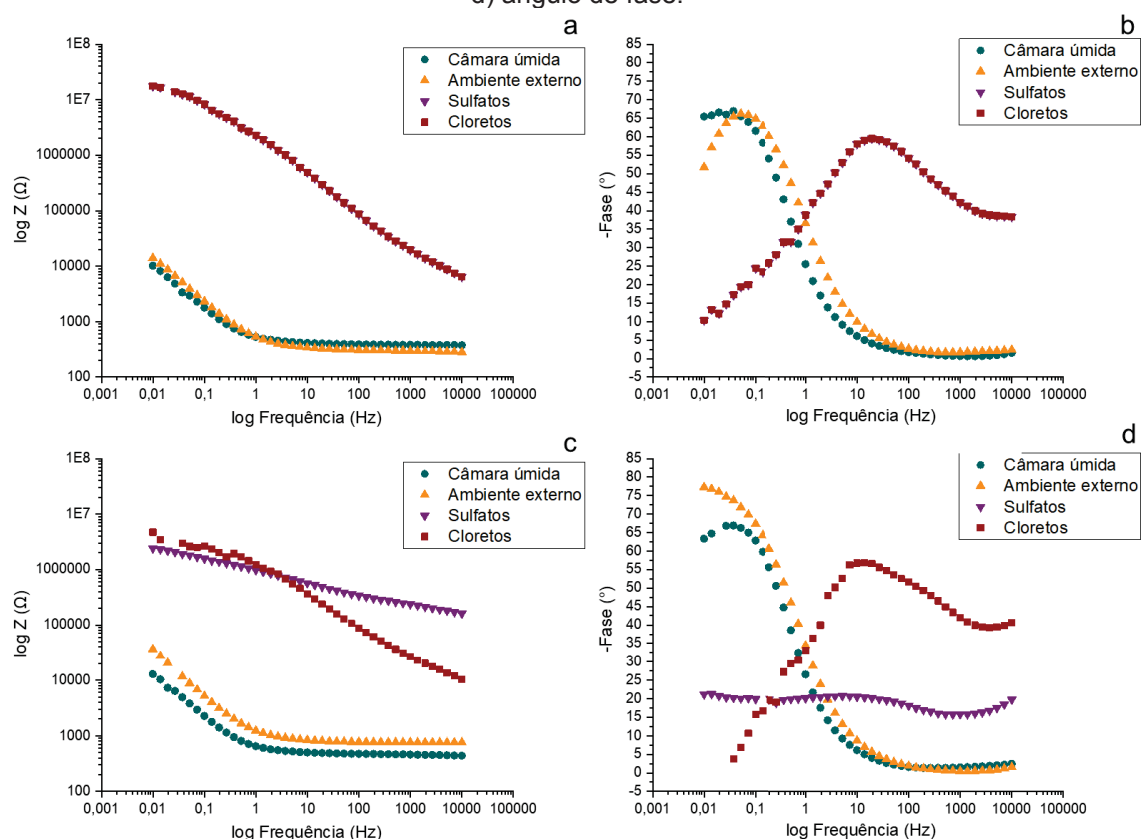 d) ângulo de fase.
a
1E8
1E7
1000000
100000
10000
1000
100
log Z (Ω)
Câmara úmida
Ambiente externo
Sulfatos
Cloretos
0,001 0,01 0,1 1 10 100 1000 10000 100000
log Frequência (Hz)
b
85
80
75
70
65
60
55
50
45
40
35
30
25
20
15
10
5
0
-5
-Fase (°)
Câmara úmida
Ambiente externo
Sulfatos
Cloretos
0,001 0,01 0,1 1 10 100 1000 10000 100000
log Frequência (Hz)
c
1E8
1E7
1000000
100000
10000
1000
100
log Z (Ω)
Câmara úmida
Ambiente externo
Sulfatos
Cloretos
0,001 0,01 0,1 1 10 100 1000 10000 100000
log Frequência (Hz)
d
85
80
75
70
65
60
55
50
45
40
35
30
25
20
15
10
5
0
-5
-Fase (°)
Câmara úmida
Ambiente externo
Sulfatos
Cloretos
0,001 0,01 0,1 1 10 100 1000 10000 100000
log Frequência (Hz)